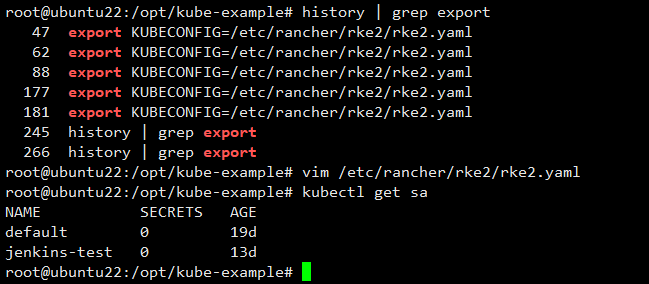 root@ubuntu22:/opt/kube-example# history | grep export
47 export KUBECONFIG=/etc/rancher/rke2/rke2.yaml
62 export KUBECONFIG=/etc/rancher/rke2/rke2.yaml
88 export KUBECONFIG=/etc/rancher/rke2/rke2.yaml
177 export KUBECONFIG=/etc/rancher/rke2/rke2.yaml
181 export KUBECONFIG=/etc/rancher/rke2/rke2.yaml
245 history | grep export
266 history | grep export
root@ubuntu22:/opt/kube-example# vim /etc/rancher/rke2/rke2.yaml
root@ubuntu22:/opt/kube-example# kubectl get sa
NAME SECRETS AGE
default 0 19d
jenkins-test 0 13d
root@ubuntu22:/opt/kube-example#